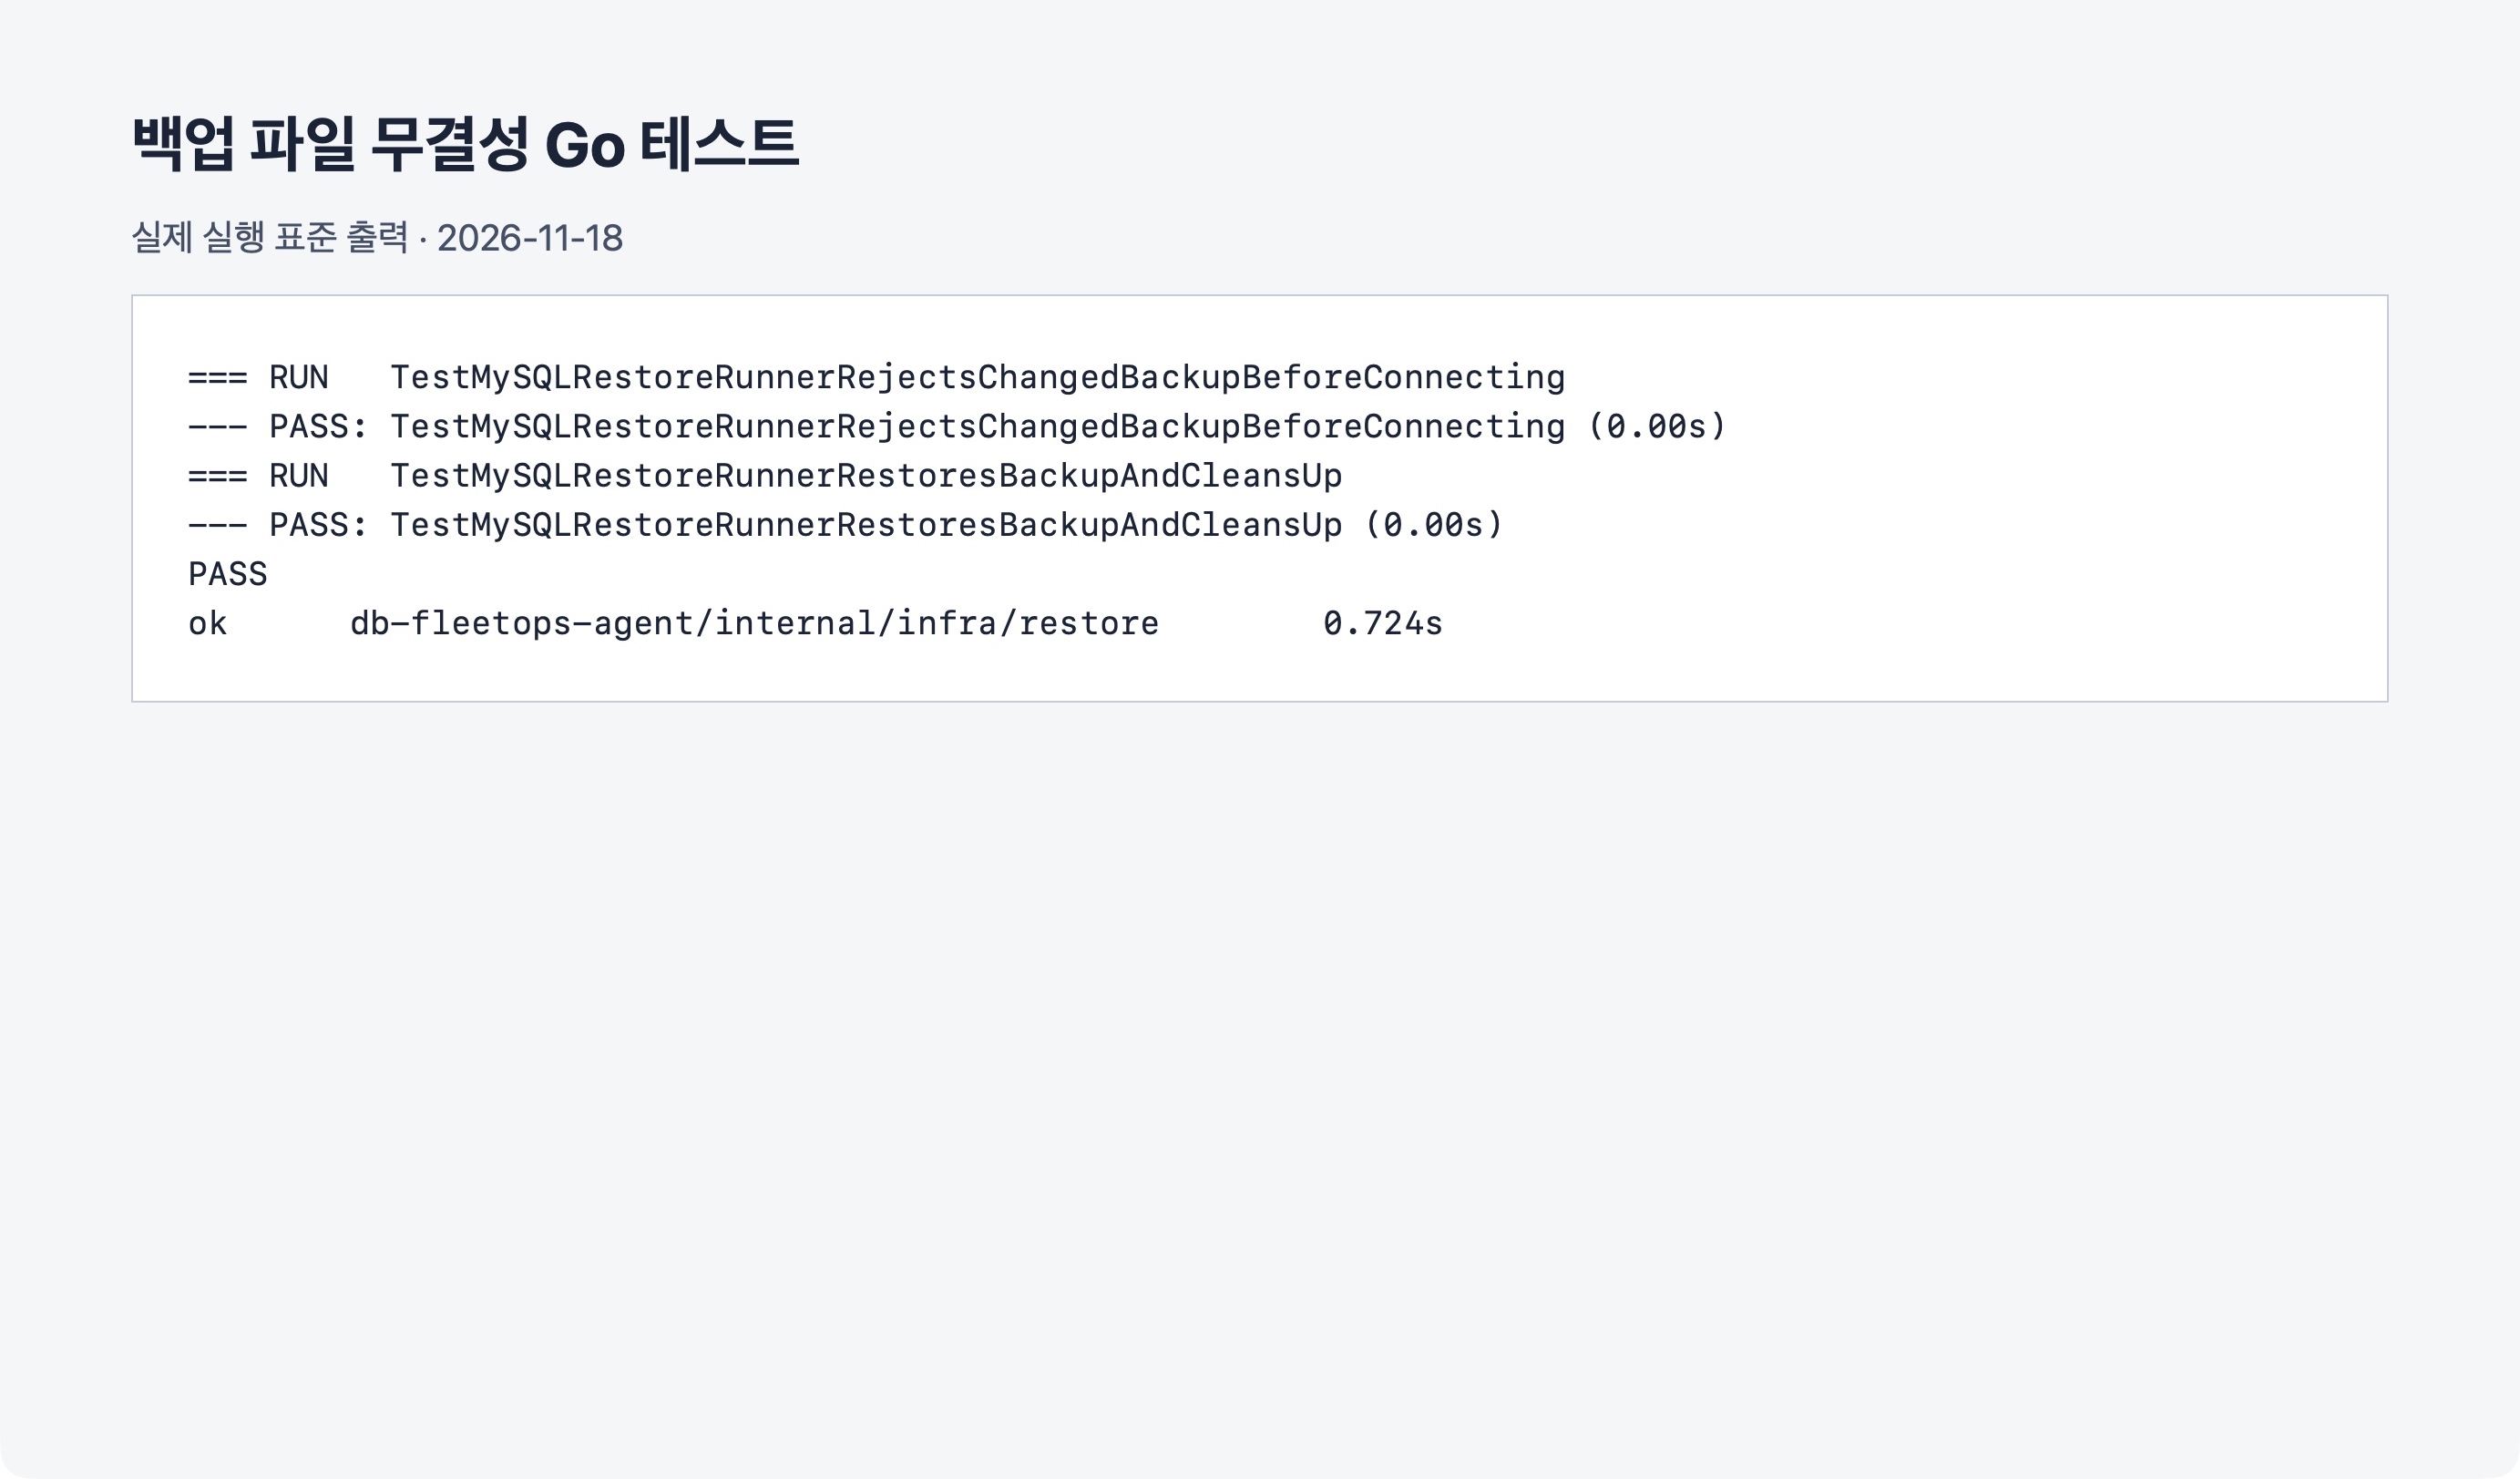 백업 파일 무결성 Go 테스트
실제 실행 표준 출력 · 2026-11-18
=== RUN   TestMySQLRestoreRunnerRejectsChangedBackupBeforeConnecting
--- PASS: TestMySQLRestoreRunnerRejectsChangedBackupBeforeConnecting (0.00s)
=== RUN   TestMySQLRestoreRunnerRestoresBackupAndCleansUp
--- PASS: TestMySQLRestoreRunnerRestoresBackupAndCleansUp (0.00s)
PASS
ok      db-fleetops-agent/internal/infra/restore        0.724s